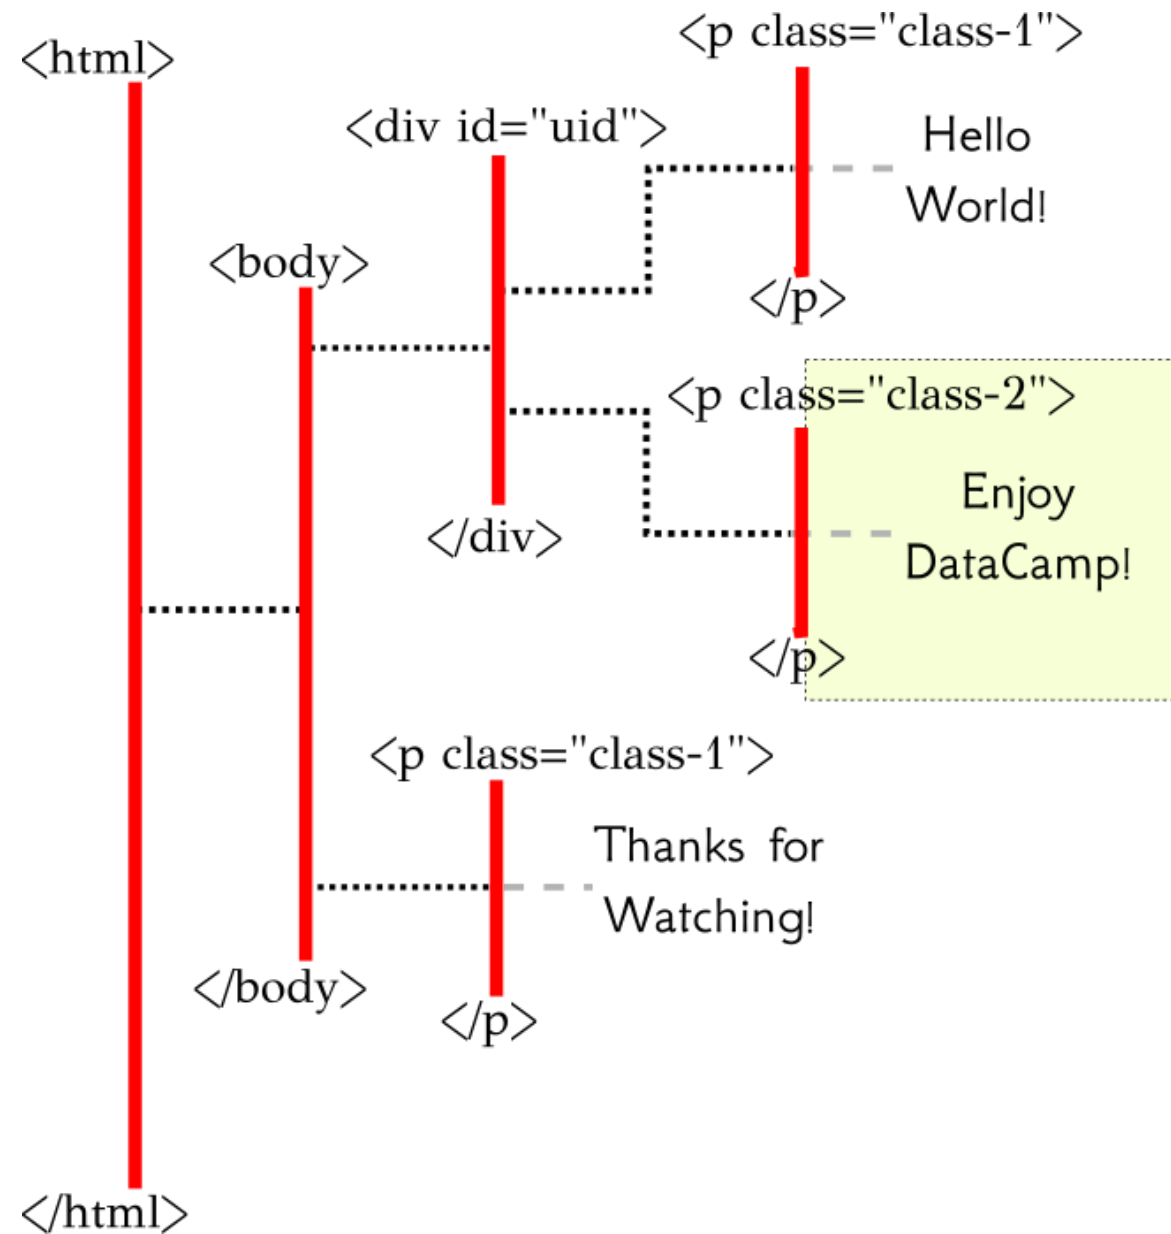 <html>
<body>
<div id="uid">
<p class="class-1">
Hello
World!
</p>
<p class="class-2">
Enjoy
DataCamp!
</p>
</div>
<p class="class-1">
Thanks for
Watching!
</p>
</body>
</html>